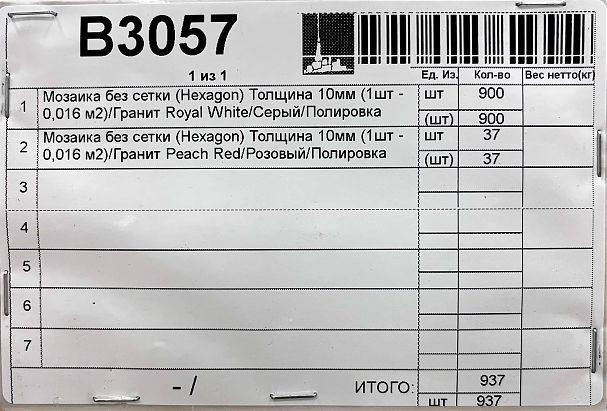 B3057
1 из 1
Ед. Из. Кол-во Вес нетто(кг)
1 Мозаика без сетки (Hexagon) Толщина 10мм (1шт - шт 900
0,016 м2)/Гранит Royal White/Серый/Полировка (шт) 900
2 Мозаика без сетки (Hexagon) Толщина 10мм (1шт - шт 37
0,016 м2)/Гранит Peach Red/Розовый/Полировка (шт) 37
3
4
5
6
7
- / ИТОГО: 937
шт 937